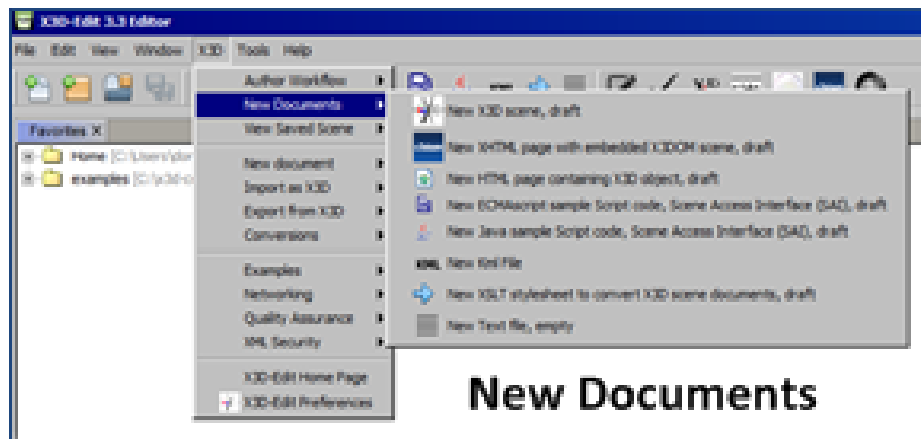 X3D-Edit 3.3 Editor
File Edit View Window X3D Tools Help
Author Workflow
New Documents
View Saved Scene
New document
Import as X3D
Export from X3D
Conversions
Examples
Networking
Quality Assurance
XML Security
X3D-Edit Home Page
X3D-Edit Preferences
New X3D scene, draft
New XHTML page with embedded X3DOM scene, draft
New HTML page containing X3D object, draft
New ECMAscript sample Script code, Scene Access Interface (SAI), draft
New Java sample Script code, Scene Access Interface (SAI), draft
KML New Kml File
New XSLT stylesheet to convert X3D scene documents, draft
New Text file, empty
Favorites X
Home [C:\Users\
examples [C:\x3d-
New Documents